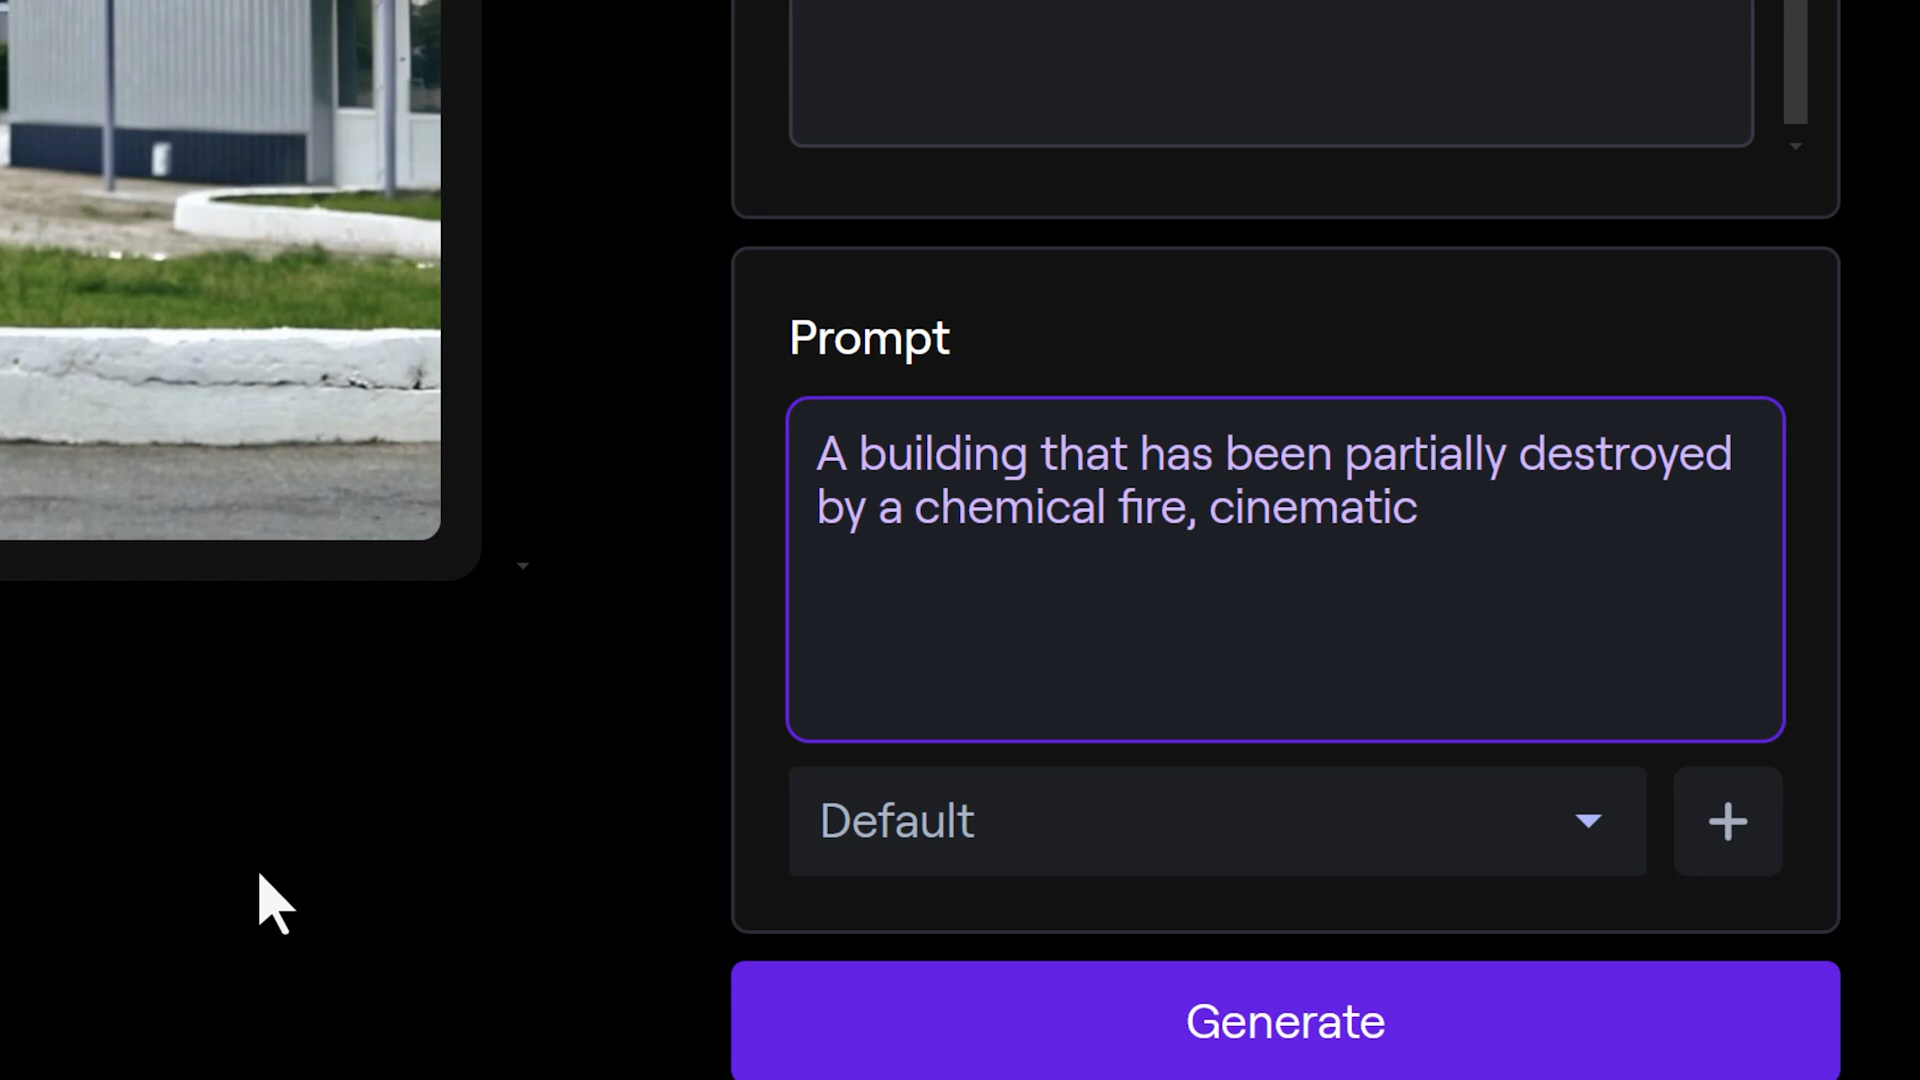 Prompt
A building that has been partially destroyed
by a chemical fire, cinematic
Default
Generate